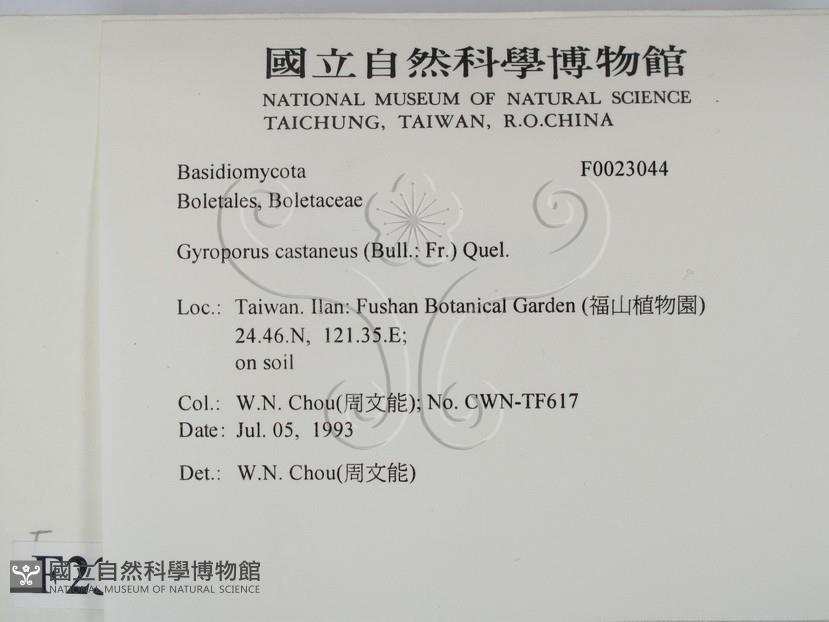 國立自然科學博物館
NATIONAL MUSEUM OF NATURAL SCIENCE
TAICHUNG, TAIWAN, R.O.CHINA
Basidiomycota F0023044
Boletales, Boletaceae
Gyroporus castaneus (Bull.: Fr.) Quel.
Loc.: Taiwan. Ilan: Fushan Botanical Garden (福山植物園)
24.46.N, 121.35.E;
on soil
Col.: W.N. Chou(周文能); No. CWN-TF617
Date: Jul. 05, 1993
Det.: W.N. Chou(周文能)
國立自然科學博物館
NATIONAL MUSEUM OF NATURAL SCIENCE